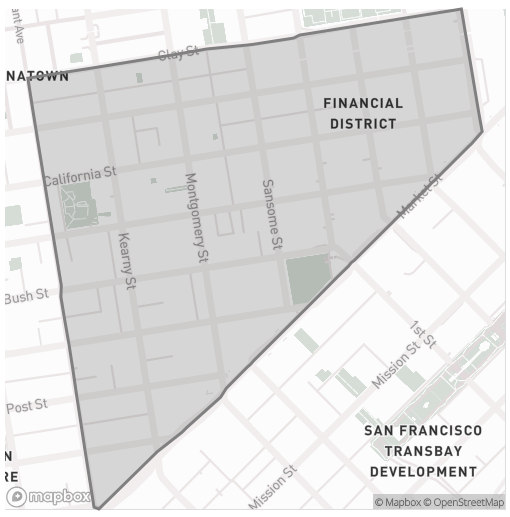 ant Ave
Clay St
NATOWN
FINANCIAL
DISTRICT
California St
Montgomery St
Sansome St
Market St
Kearny St
Bush St
1st St
Mission St
Post St
SAN FRANCISCO
TRANSBAY
DEVELOPMENT
N
RE
Mission St
mapbox
© Mapbox © OpenStreetMap